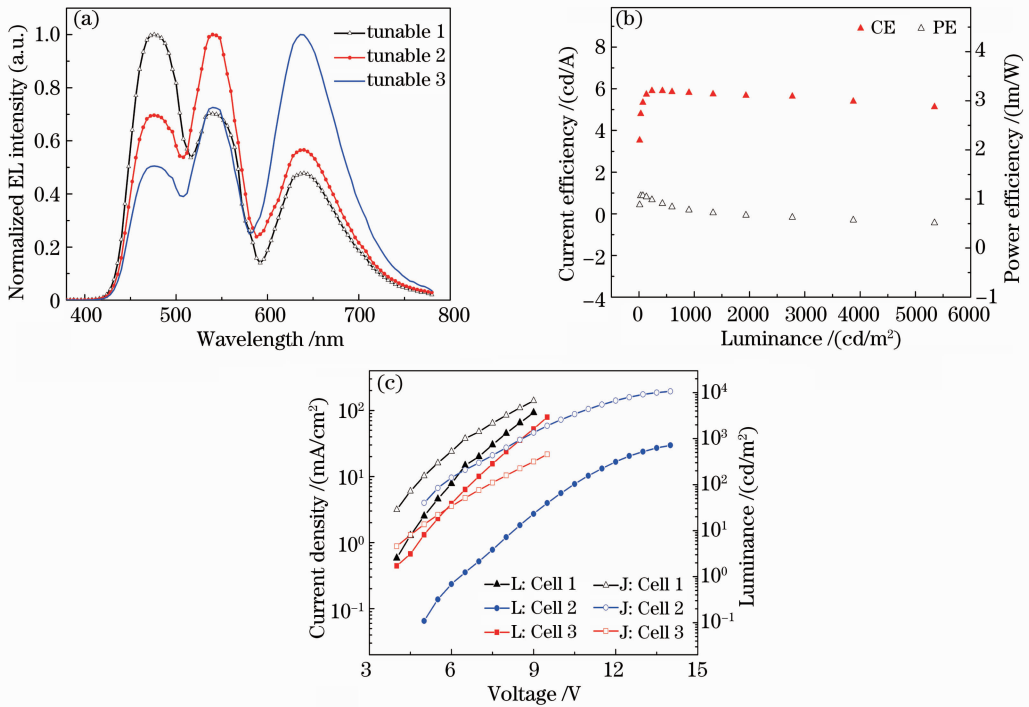 (a)
tunable 1
tunable 2
tunable 3
Normalized EL intensity (a.u.)
1.0
0.8
0.6
0.4
0.2
0
400
500
600
700
800
Wavelength /nm
(b)
CE
PE
Current efficiency /(cd/A)
8
6
4
2
0
−2
−4
Power efficiency /(lm/W)
4
3
2
1
0
−1
0
1000
2000
3000
4000
5000
6000
Luminance /(cd/m²)
(c)
Current density /(mA/cm²)
10²
10¹
10⁰
10⁻¹
Luminance /(cd/m²)
10⁴
10³
10²
10¹
10⁰
10⁻¹
L: Cell 1
J: Cell 1
L: Cell 2
J: Cell 2
L: Cell 3
J: Cell 3
3
6
9
12
15
Voltage /V